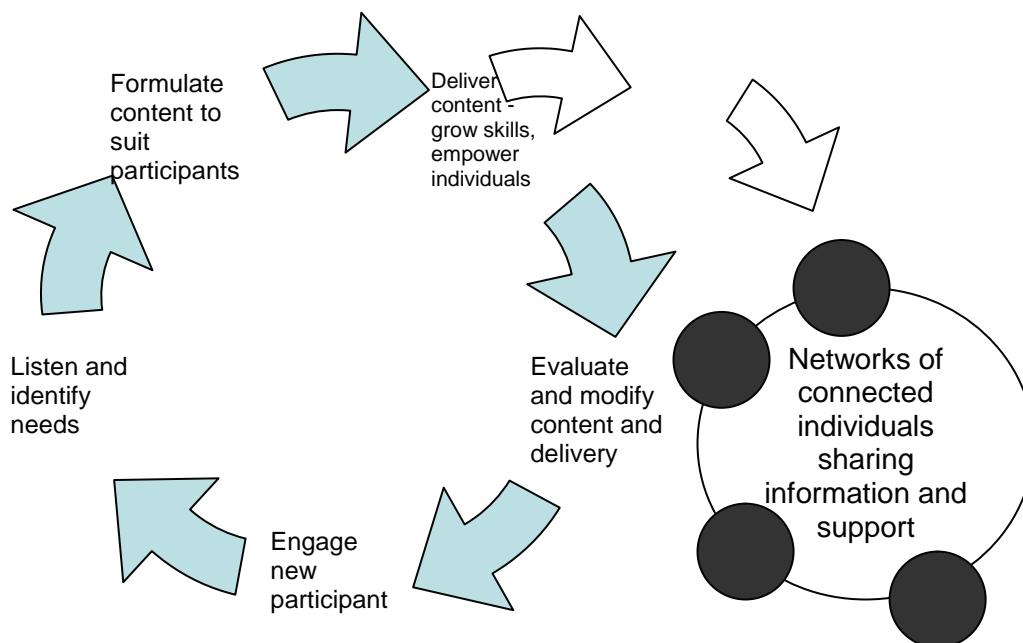 Formulate
content to
suit
participants
Deliver
content -
grow skills,
empower
individuals
Evaluate
and modify
content and
delivery
Engage
new
participant
Listen and
identify
needs
Networks of
connected
individuals
sharing
information and
support